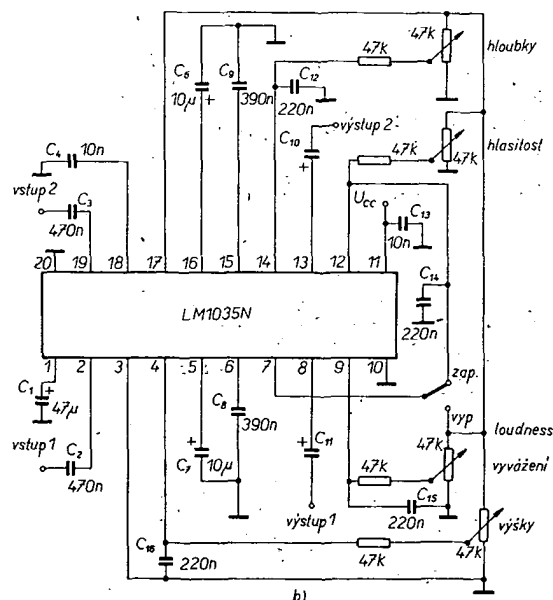 47k
47k
hloubky
C6
10µ
+
C9
390n
C12
220n
výstup 2
C10
+
47k
47k
hlasitost
C4
10n
vstup 2
C3
470n
Ucc
C13
10n
20 19 18 17 16 15 14 13 12 11
LM1035N
C14
220n
1 2 3 4 5 6 7 8 9 10
C1
+
47µ
vstup 1
C2
470n
C8
390n
C7
+
10µ
C11
+
výstup 1
zap.
vyp
loudness
47k
vyvážení
47k
C15
220n
výšky
47k
47k
C16
220n
b)